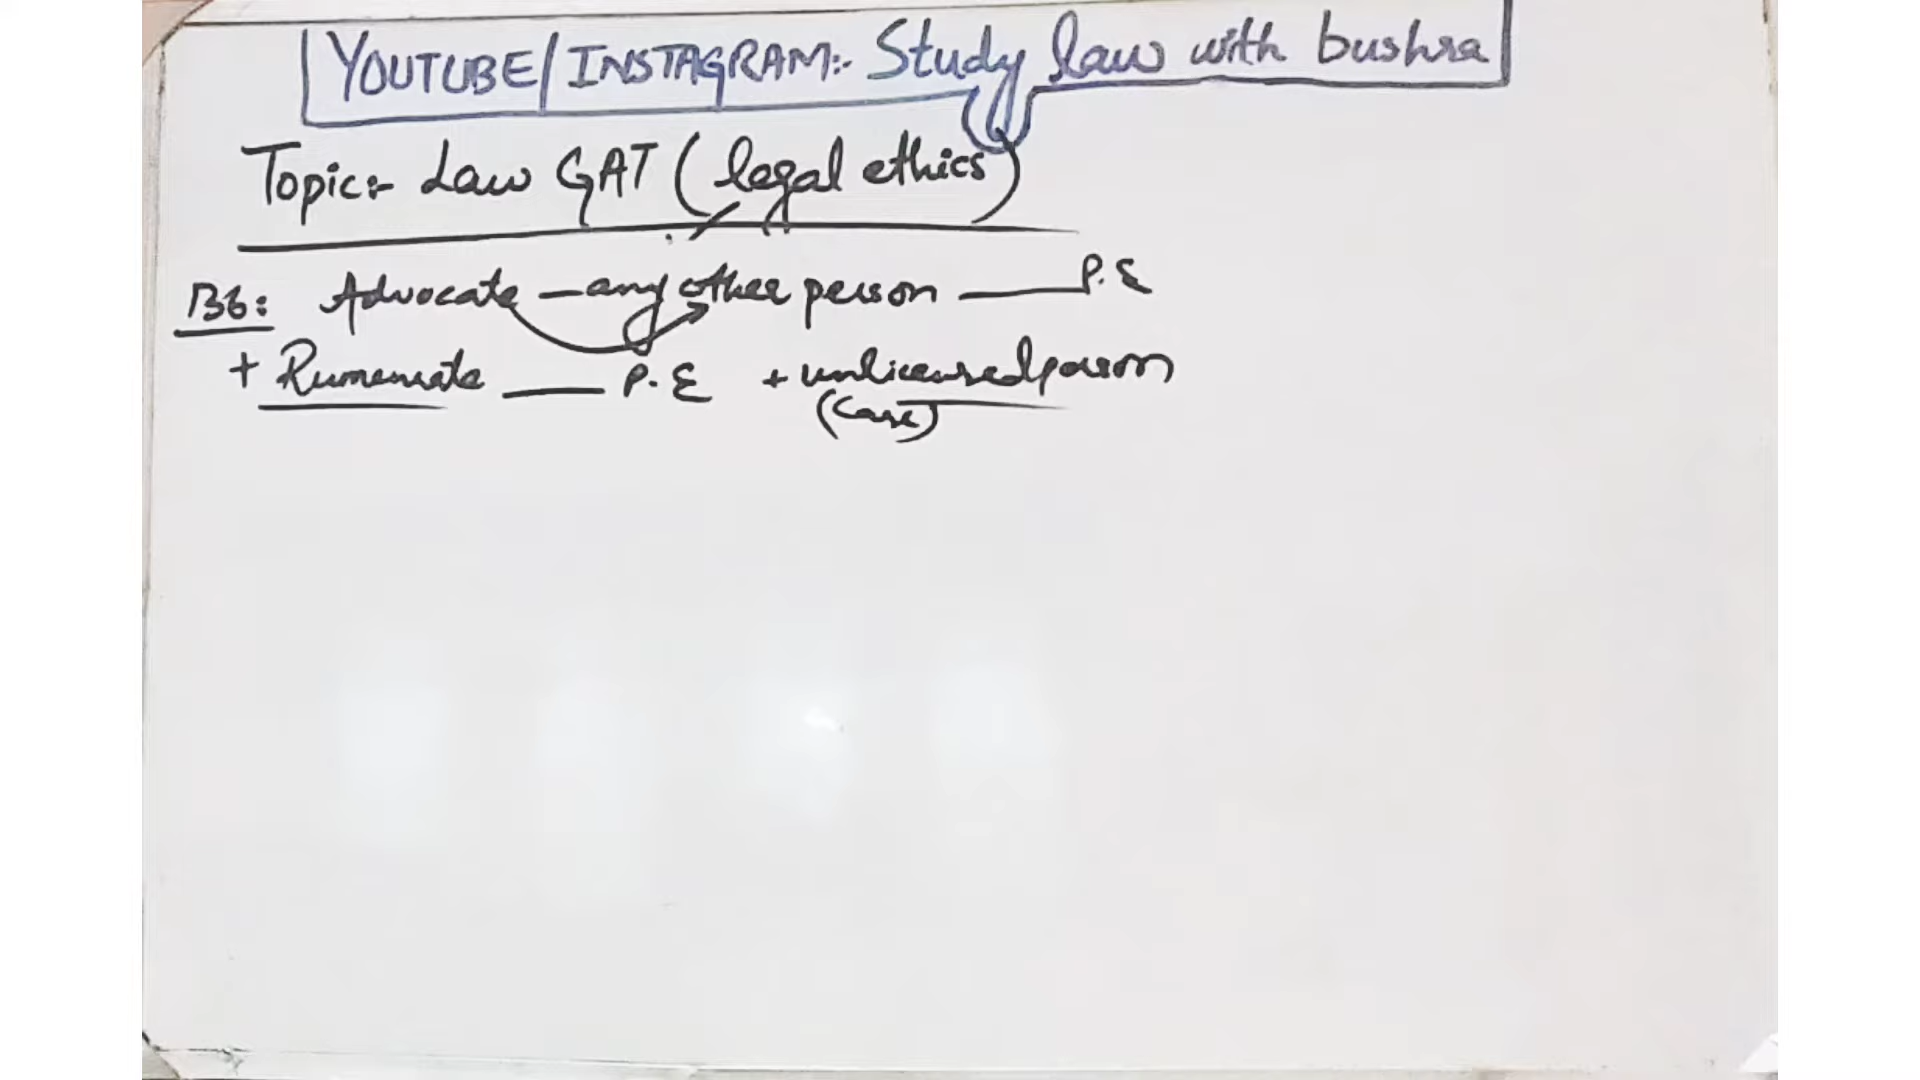 YOUTUBE/INSTAGRAM:- Study law with bushra
Topic:- Law GAT (legal ethics)
136: Advocate — any other person — P.E
+ Rumenrate — P.E + unlicensed person
(Case)